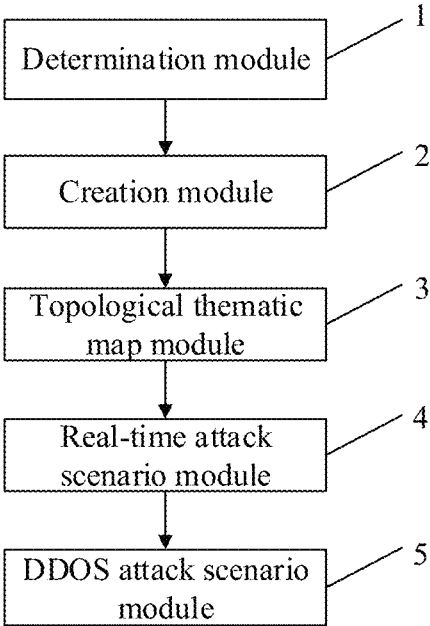 1
Determination module
2
Creation module
3
Topological thematic
map module
4
Real-time attack
scenario module
5
DDOS attack scenario
module